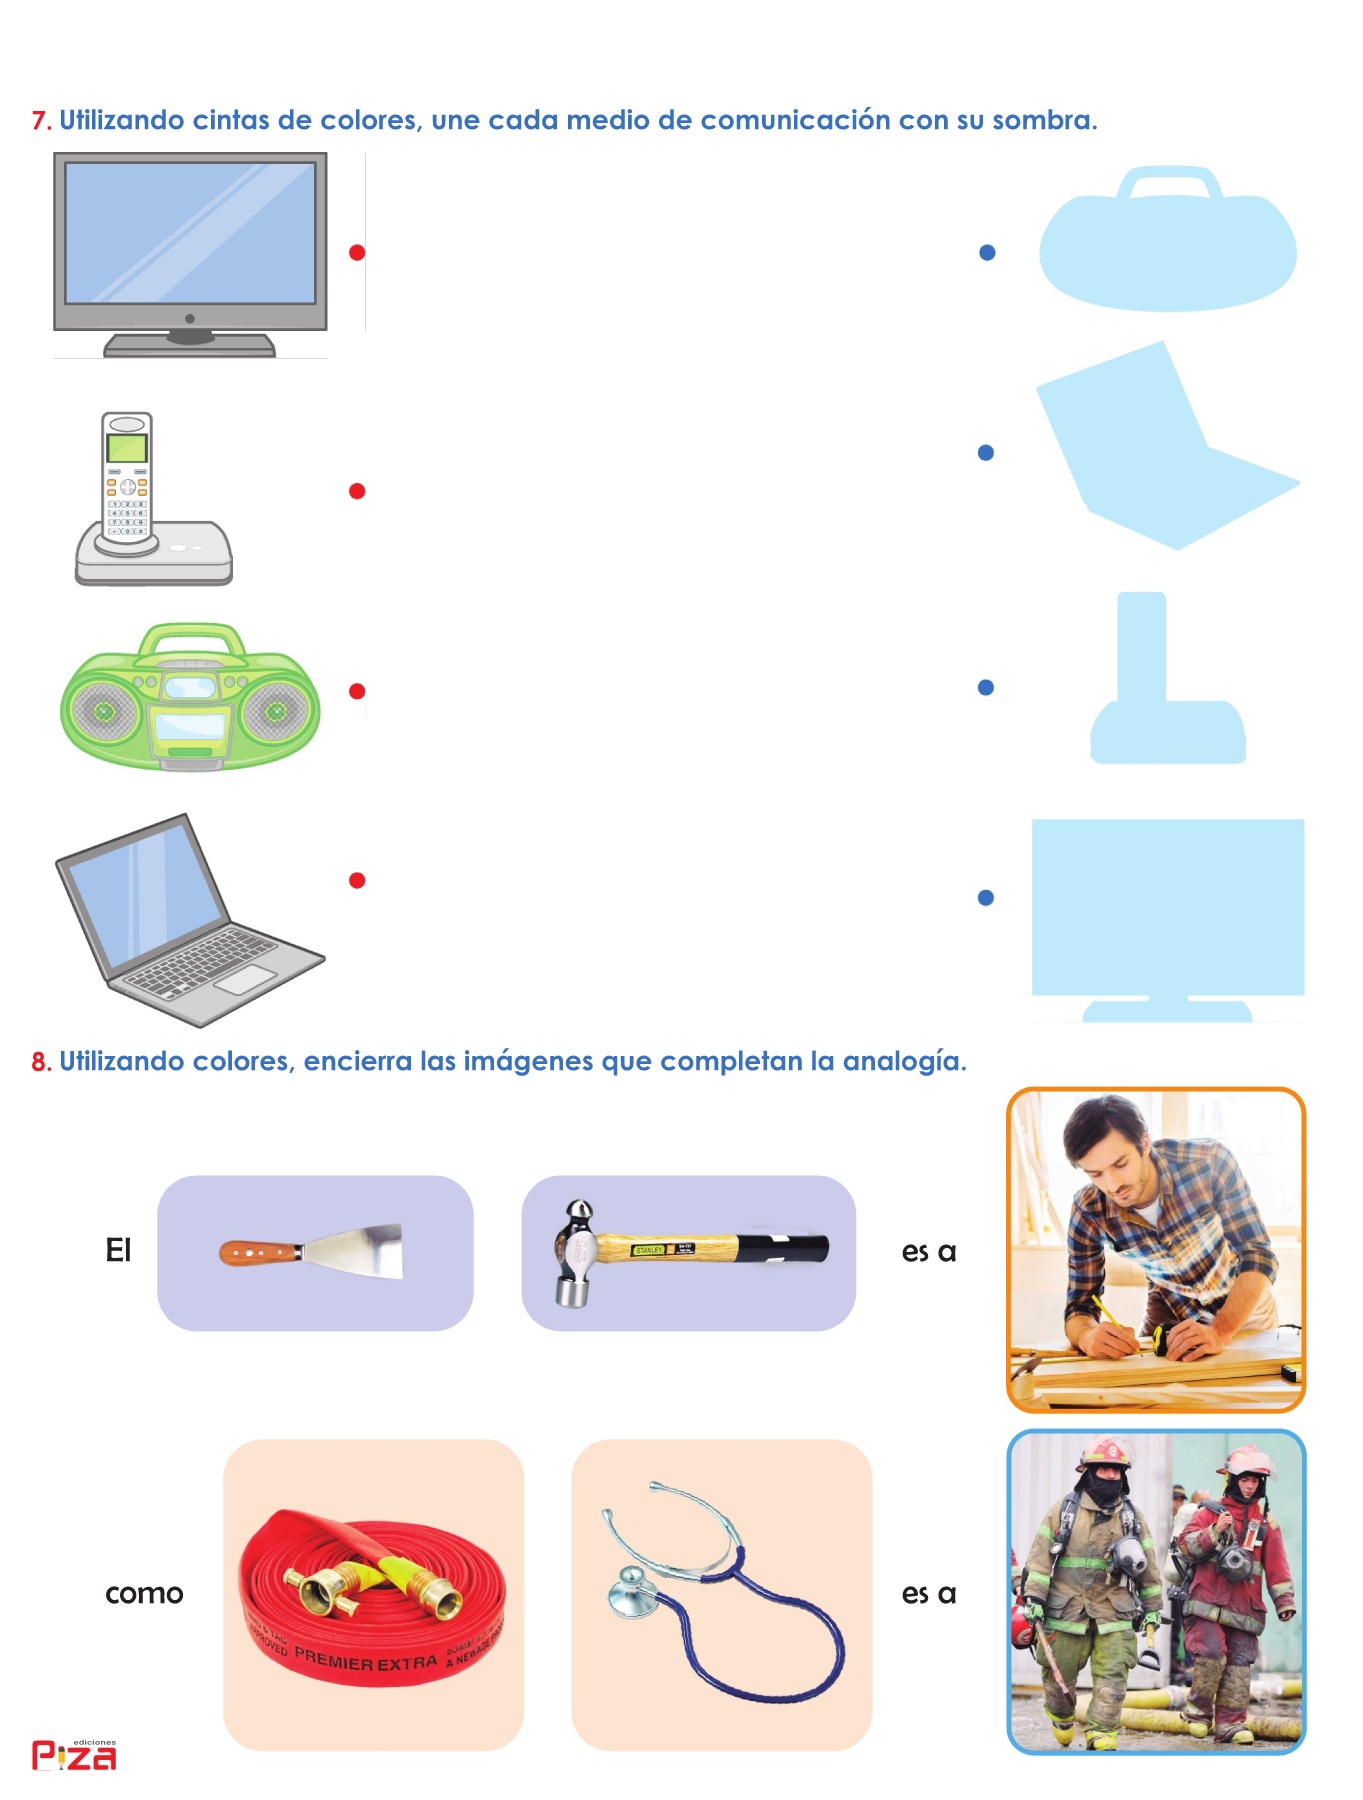 7. Utilizando cintas de colores, une cada medio de comunicación con su sombra.
8. Utilizando colores, encierra las imágenes que completan la analogía.
El
STANLEY
es a
como
APPROVED
PREMIER EXTRA
es a
ediciones
Piza